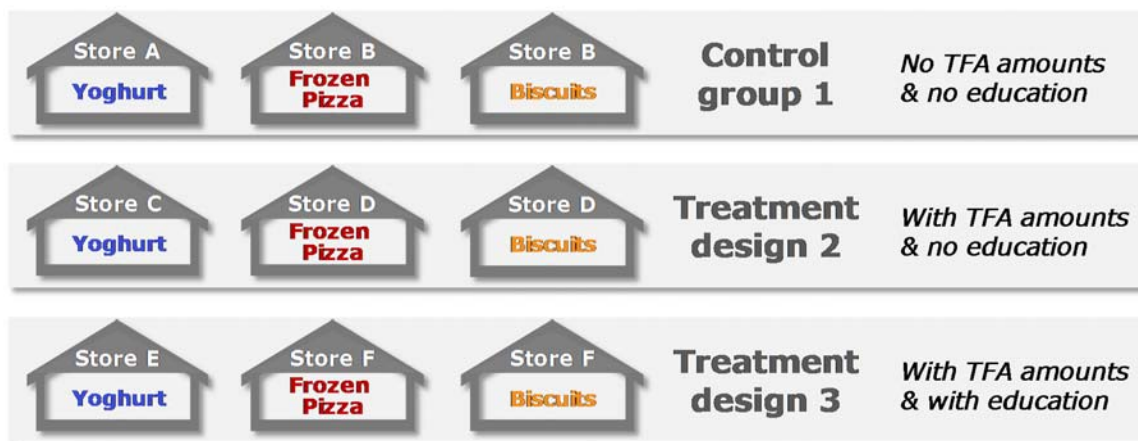 Store A
Yoghurt
Store B
Frozen
Pizza
Store B
Biscuits
Control
group 1
No TFA amounts
& no education
Store C
Yoghurt
Store D
Frozen
Pizza
Store D
Biscuits
Treatment
design 2
With TFA amounts
& no education
Store E
Yoghurt
Store F
Frozen
Pizza
Store F
Biscuits
Treatment
design 3
With TFA amounts
& with education